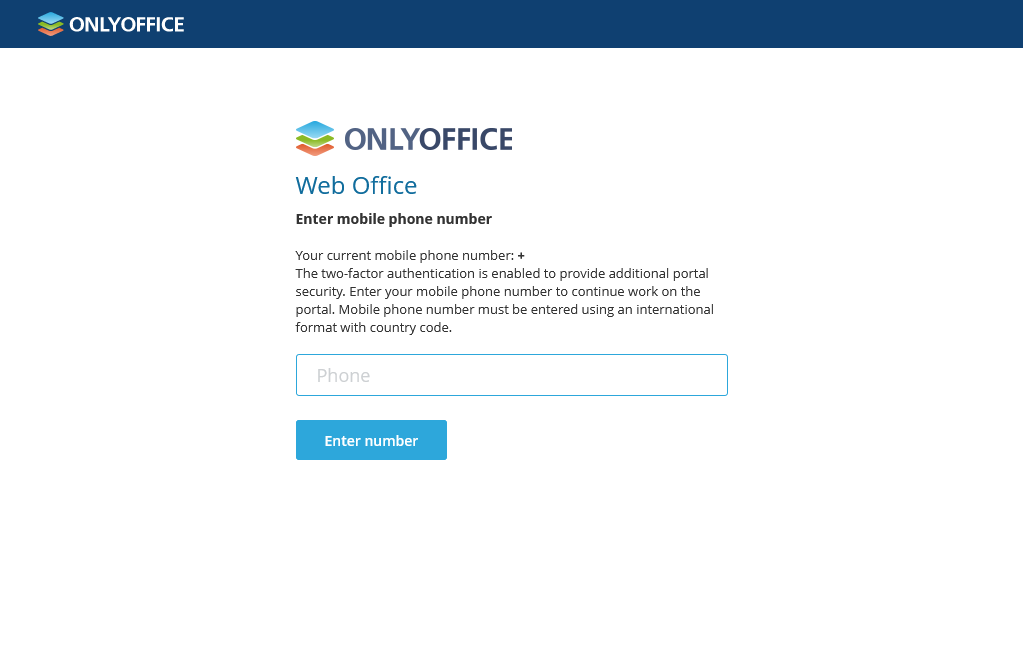 ONLYOFFICE
ONLYOFFICE
Web Office
Enter mobile phone number
Your current mobile phone number: +
The two-factor authentication is enabled to provide additional portal
security. Enter your mobile phone number to continue work on the
portal. Mobile phone number must be entered using an international
format with country code.
Phone
Enter number